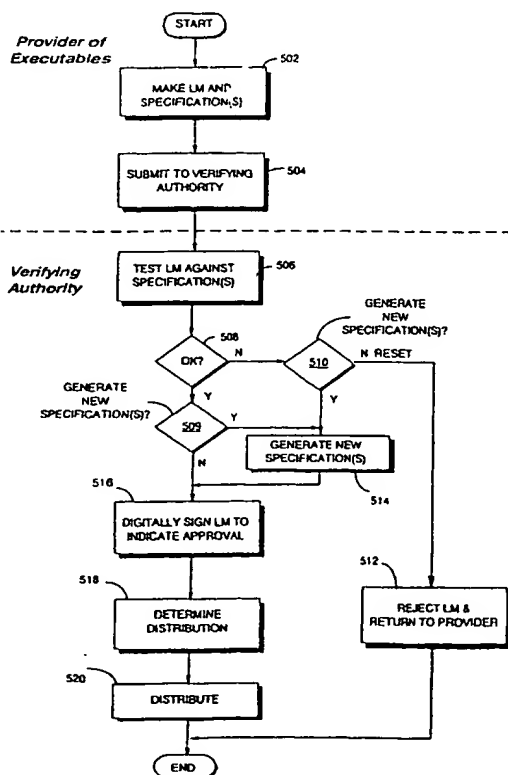 START
Provider of
Executables
502
MAKE LM AND
SPECIFICATION(S)
SUBMIT TO VERIFYING
AUTHORITY
504
Verifying
Authority
TEST LM AGAINST
SPECIFICATION(S)
506
GENERATE
NEW
SPECIFICATION(S)?
508
OK?
N
510
N RESET
Y
Y
GENERATE
NEW
SPECIFICATION(S)?
509
Y
N
GENERATE NEW
SPECIFICATION(S)
514
516
DIGITALLY SIGN LM TO
INDICATE APPROVAL
518
DETERMINE
DISTRIBUTION
512
REJECT LM &
RETURN TO PROVIDER
520
DISTRIBUTE
END